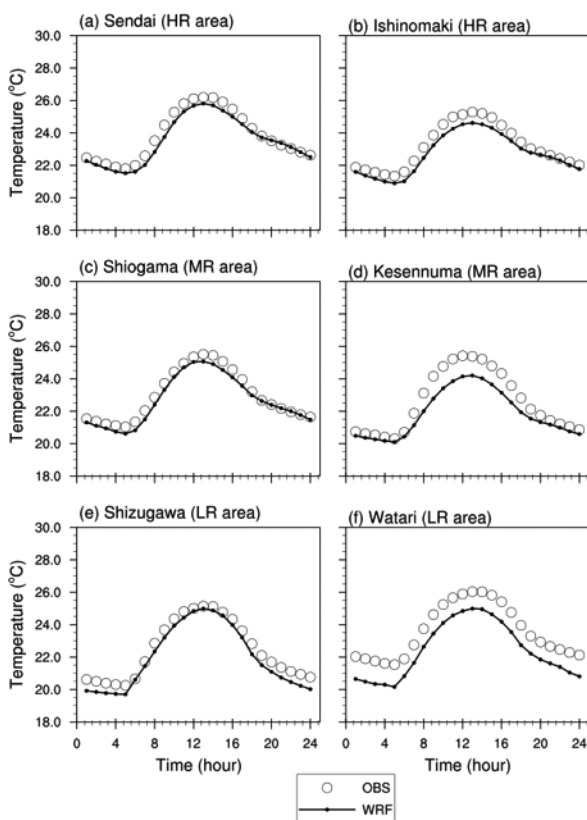 (a) Sendai (HR area)
(b) Ishinomaki (HR area)
30.0
28.0
26.0
24.0
22.0
20.0
18.0
Temperature (°C)
(c) Shiogama (MR area)
(d) Kesennuma (MR area)
30.0
28.0
26.0
24.0
22.0
20.0
18.0
Temperature (°C)
(e) Shizugawa (LR area)
(f) Watari (LR area)
30.0
28.0
26.0
24.0
22.0
20.0
18.0
Temperature (°C)
0 4 8 12 16 20 24
0 4 8 12 16 20 24
Time (hour)
Time (hour)
OBS
WRF